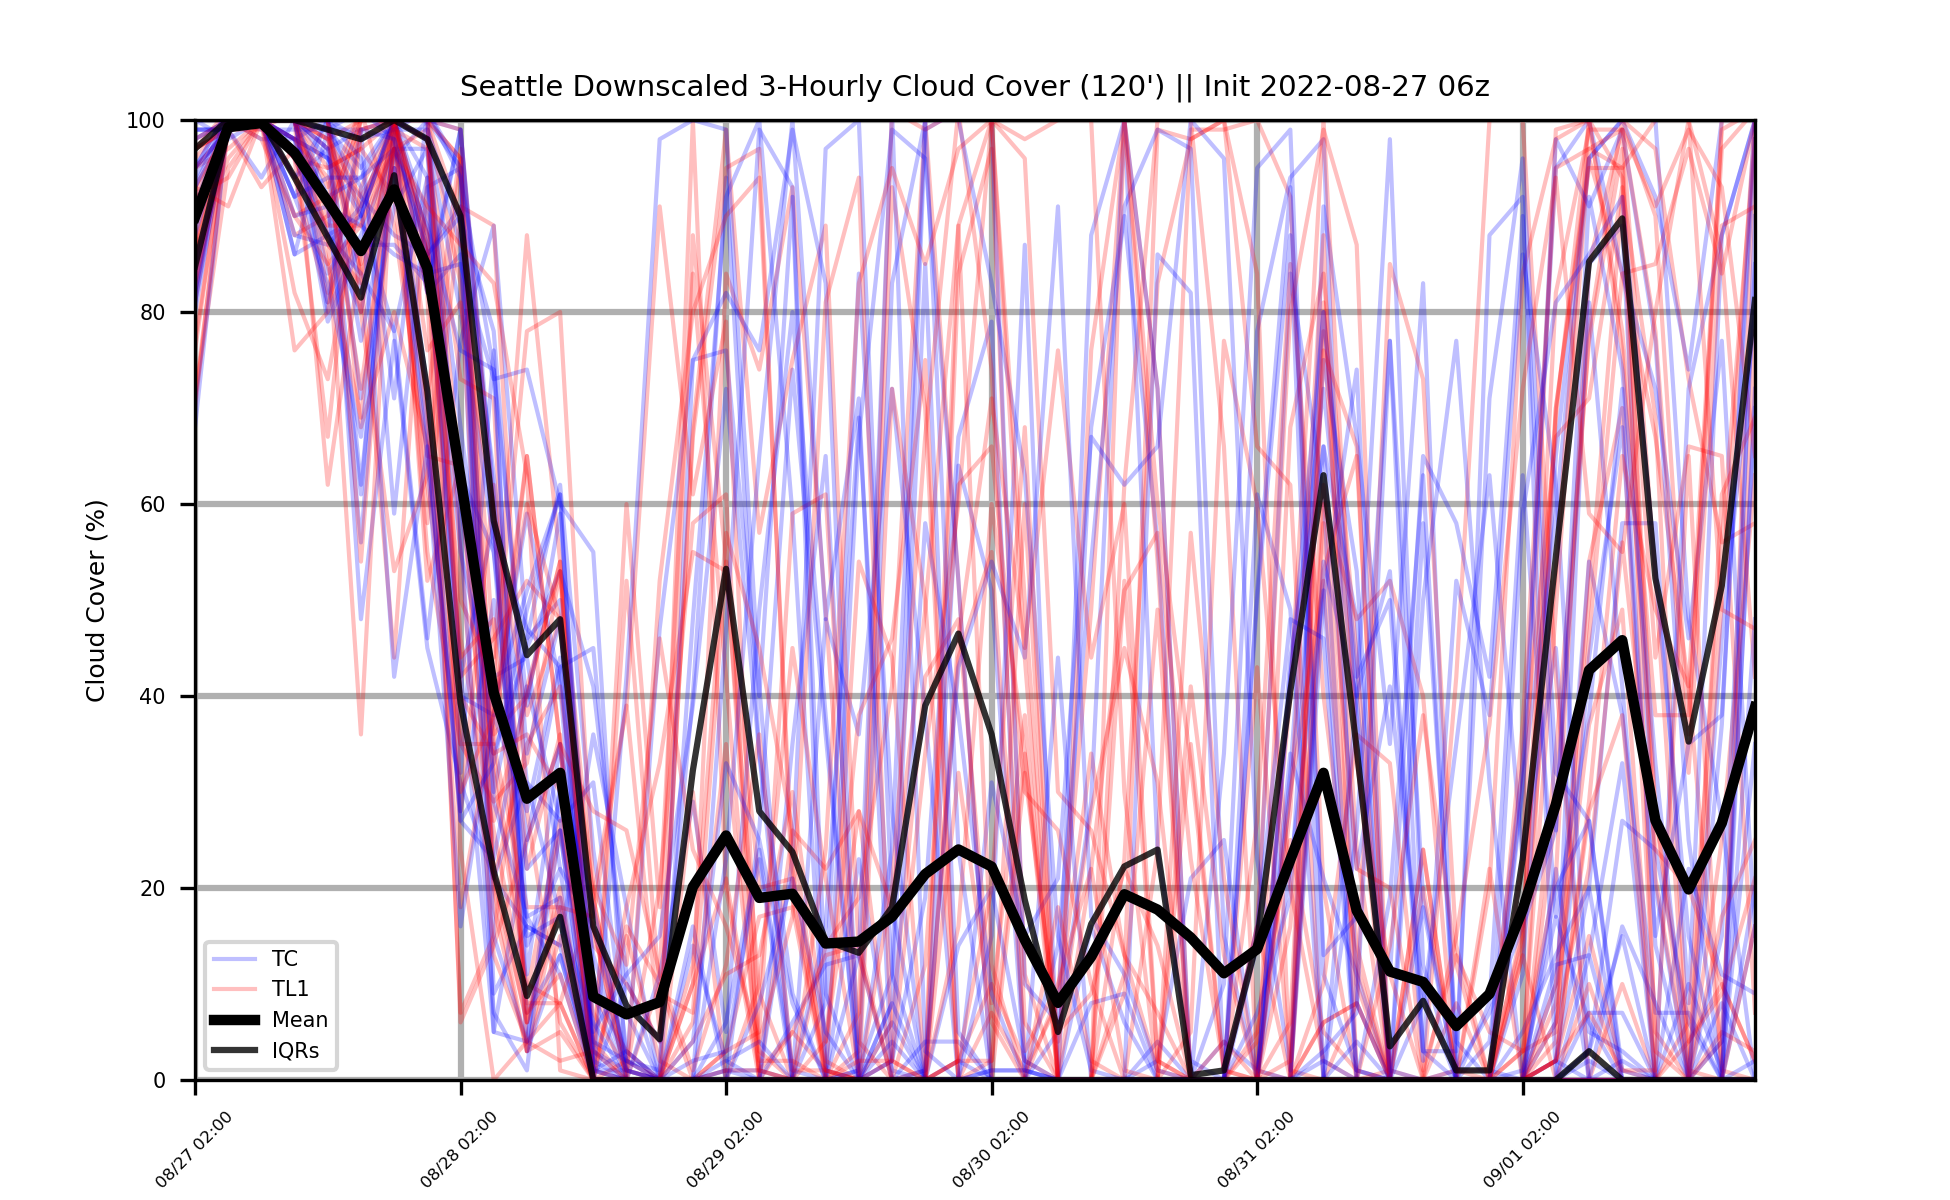 Seattle Downscaled 3-Hourly Cloud Cover (120') || Init 2022-08-27 06z
Cloud Cover (%)
100
80
60
40
20
0
TC
TL1
Mean
IQRs
08/27 02:00
08/28 02:00
08/29 02:00
08/30 02:00
08/31 02:00
09/01 02:00